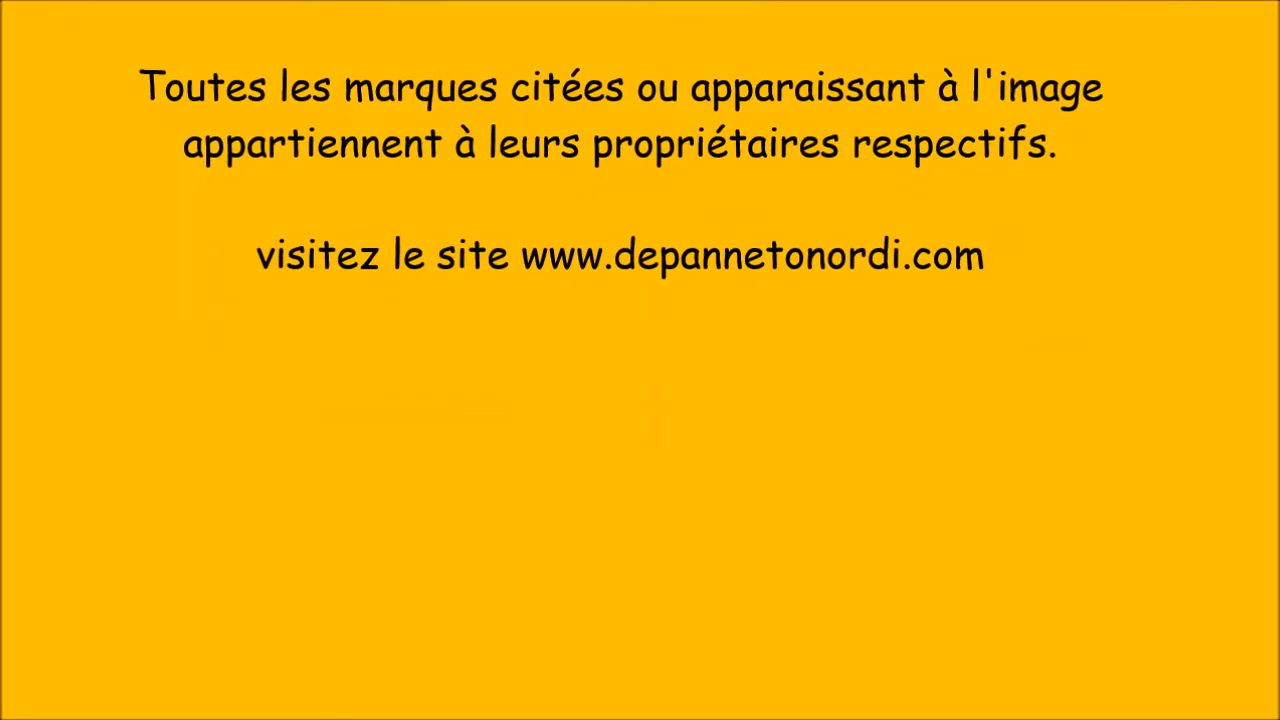 Toutes les marques citées ou apparaissant à l'image
appartiennent à leurs propriétaires respectifs.
visitez le site www.depannetonordi.com